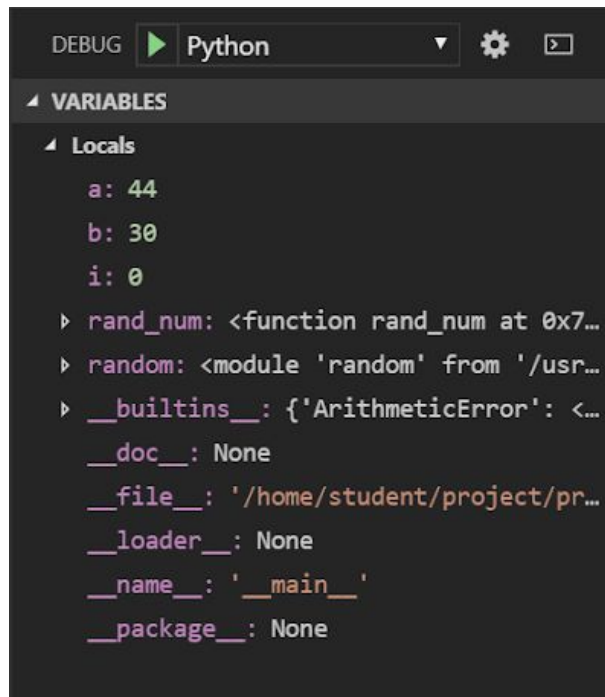 DEBUG Python
VARIABLES
Locals
a: 44
b: 30
i: 0
rand_num: <function rand_num at 0x7…
random: <module 'random' from '/usr…
__builtins__: {'ArithmeticError': <…
__doc__: None
__file__: '/home/student/project/pr…
__loader__: None
__name__: '__main__'
__package__: None